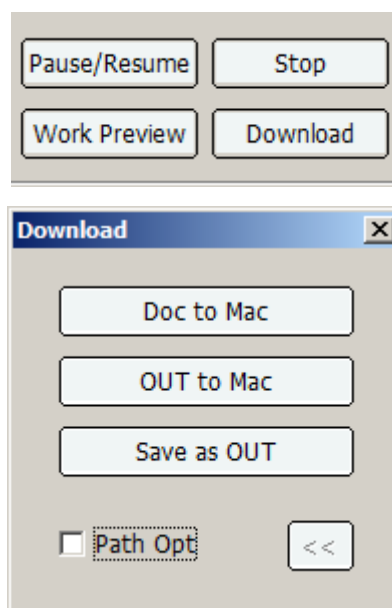 Pause/Resume Stop
Work Preview Download
Download
Doc to Mac
OUT to Mac
Save as OUT
Path Opt <<